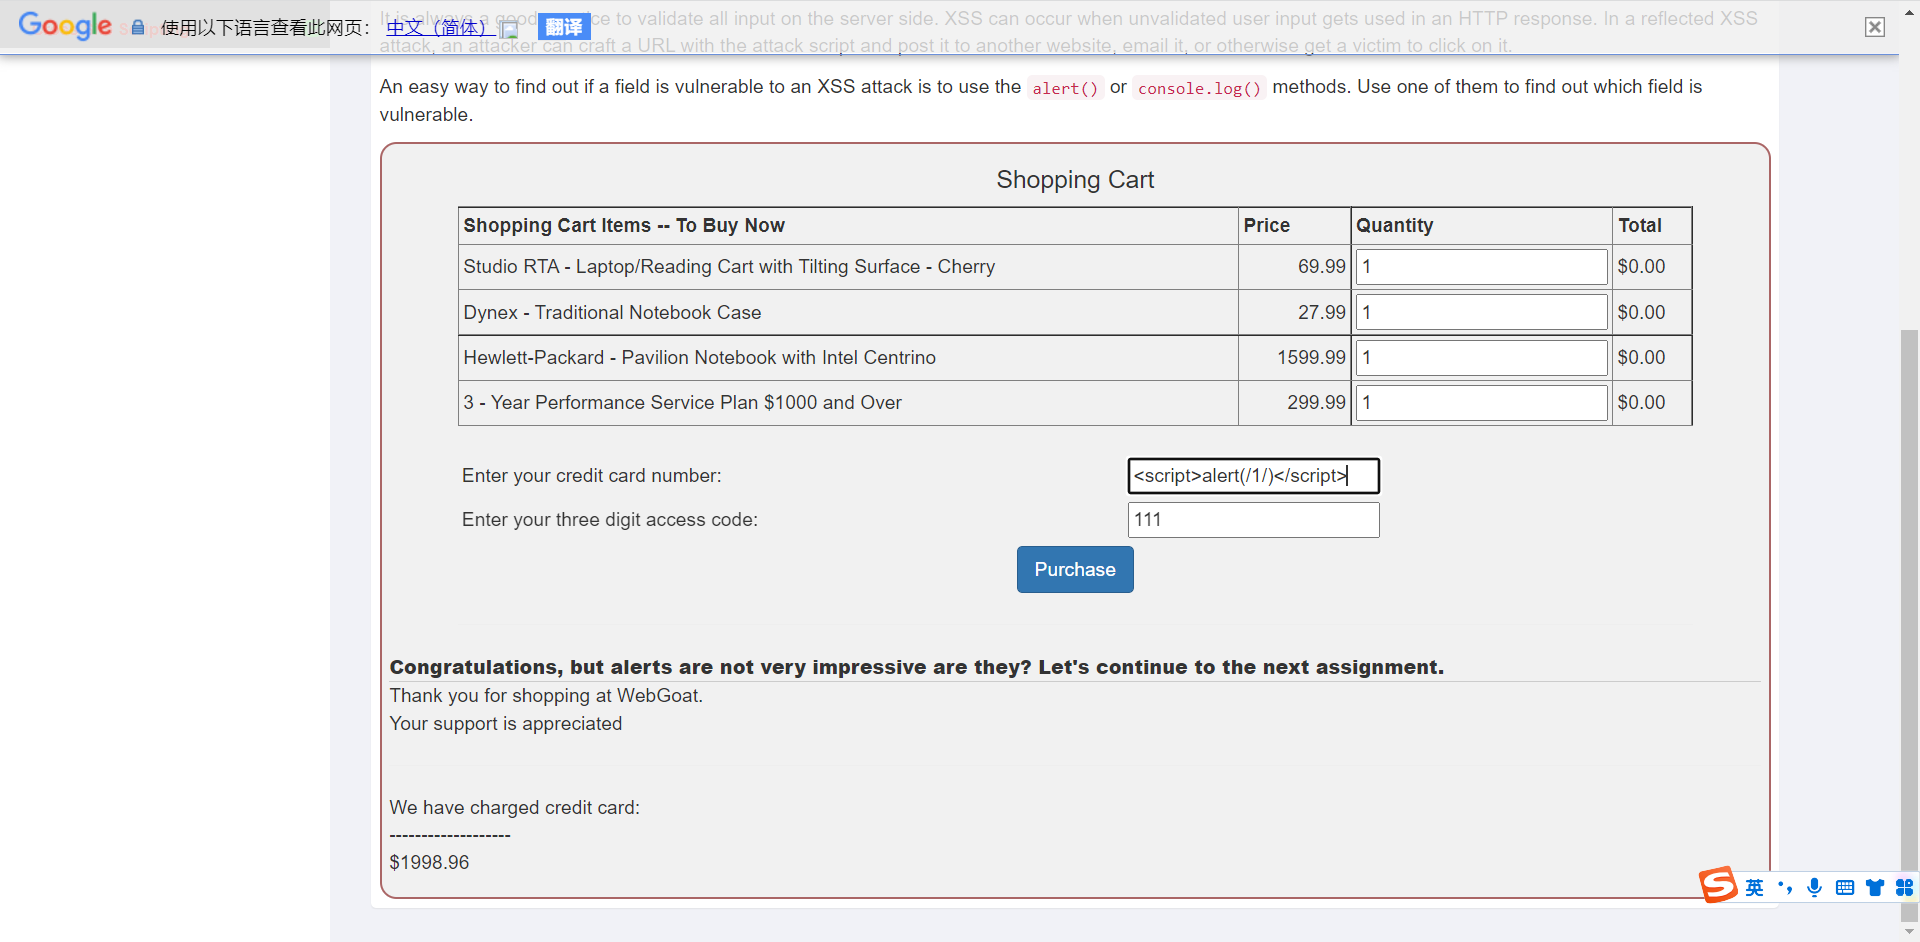 It is always a good practice to validate all input on the server side. XSS can occur when unvalidated user input gets used in an HTTP response. In a reflected XSS
Google 使用以下语言查看此网页： 中文（简体） 翻译
attack, an attacker can craft a URL with the attack script and post it to another website, email it, or otherwise get a victim to click on it.
An easy way to find out if a field is vulnerable to an XSS attack is to use the alert() or console.log() methods. Use one of them to find out which field is
vulnerable.
Shopping Cart
Shopping Cart Items -- To Buy Now Price Quantity Total
Studio RTA - Laptop/Reading Cart with Tilting Surface - Cherry 69.99 1 $0.00
Dynex - Traditional Notebook Case 27.99 1 $0.00
Hewlett-Packard - Pavilion Notebook with Intel Centrino 1599.99 1 $0.00
3 - Year Performance Service Plan $1000 and Over 299.99 1 $0.00
Enter your credit card number: <script>alert(/1/)</script>
Enter your three digit access code: 111
Purchase
Congratulations, but alerts are not very impressive are they? Let's continue to the next assignment.
Thank you for shopping at WebGoat.
Your support is appreciated
We have charged credit card:
-------------------
$1998.96
S 英